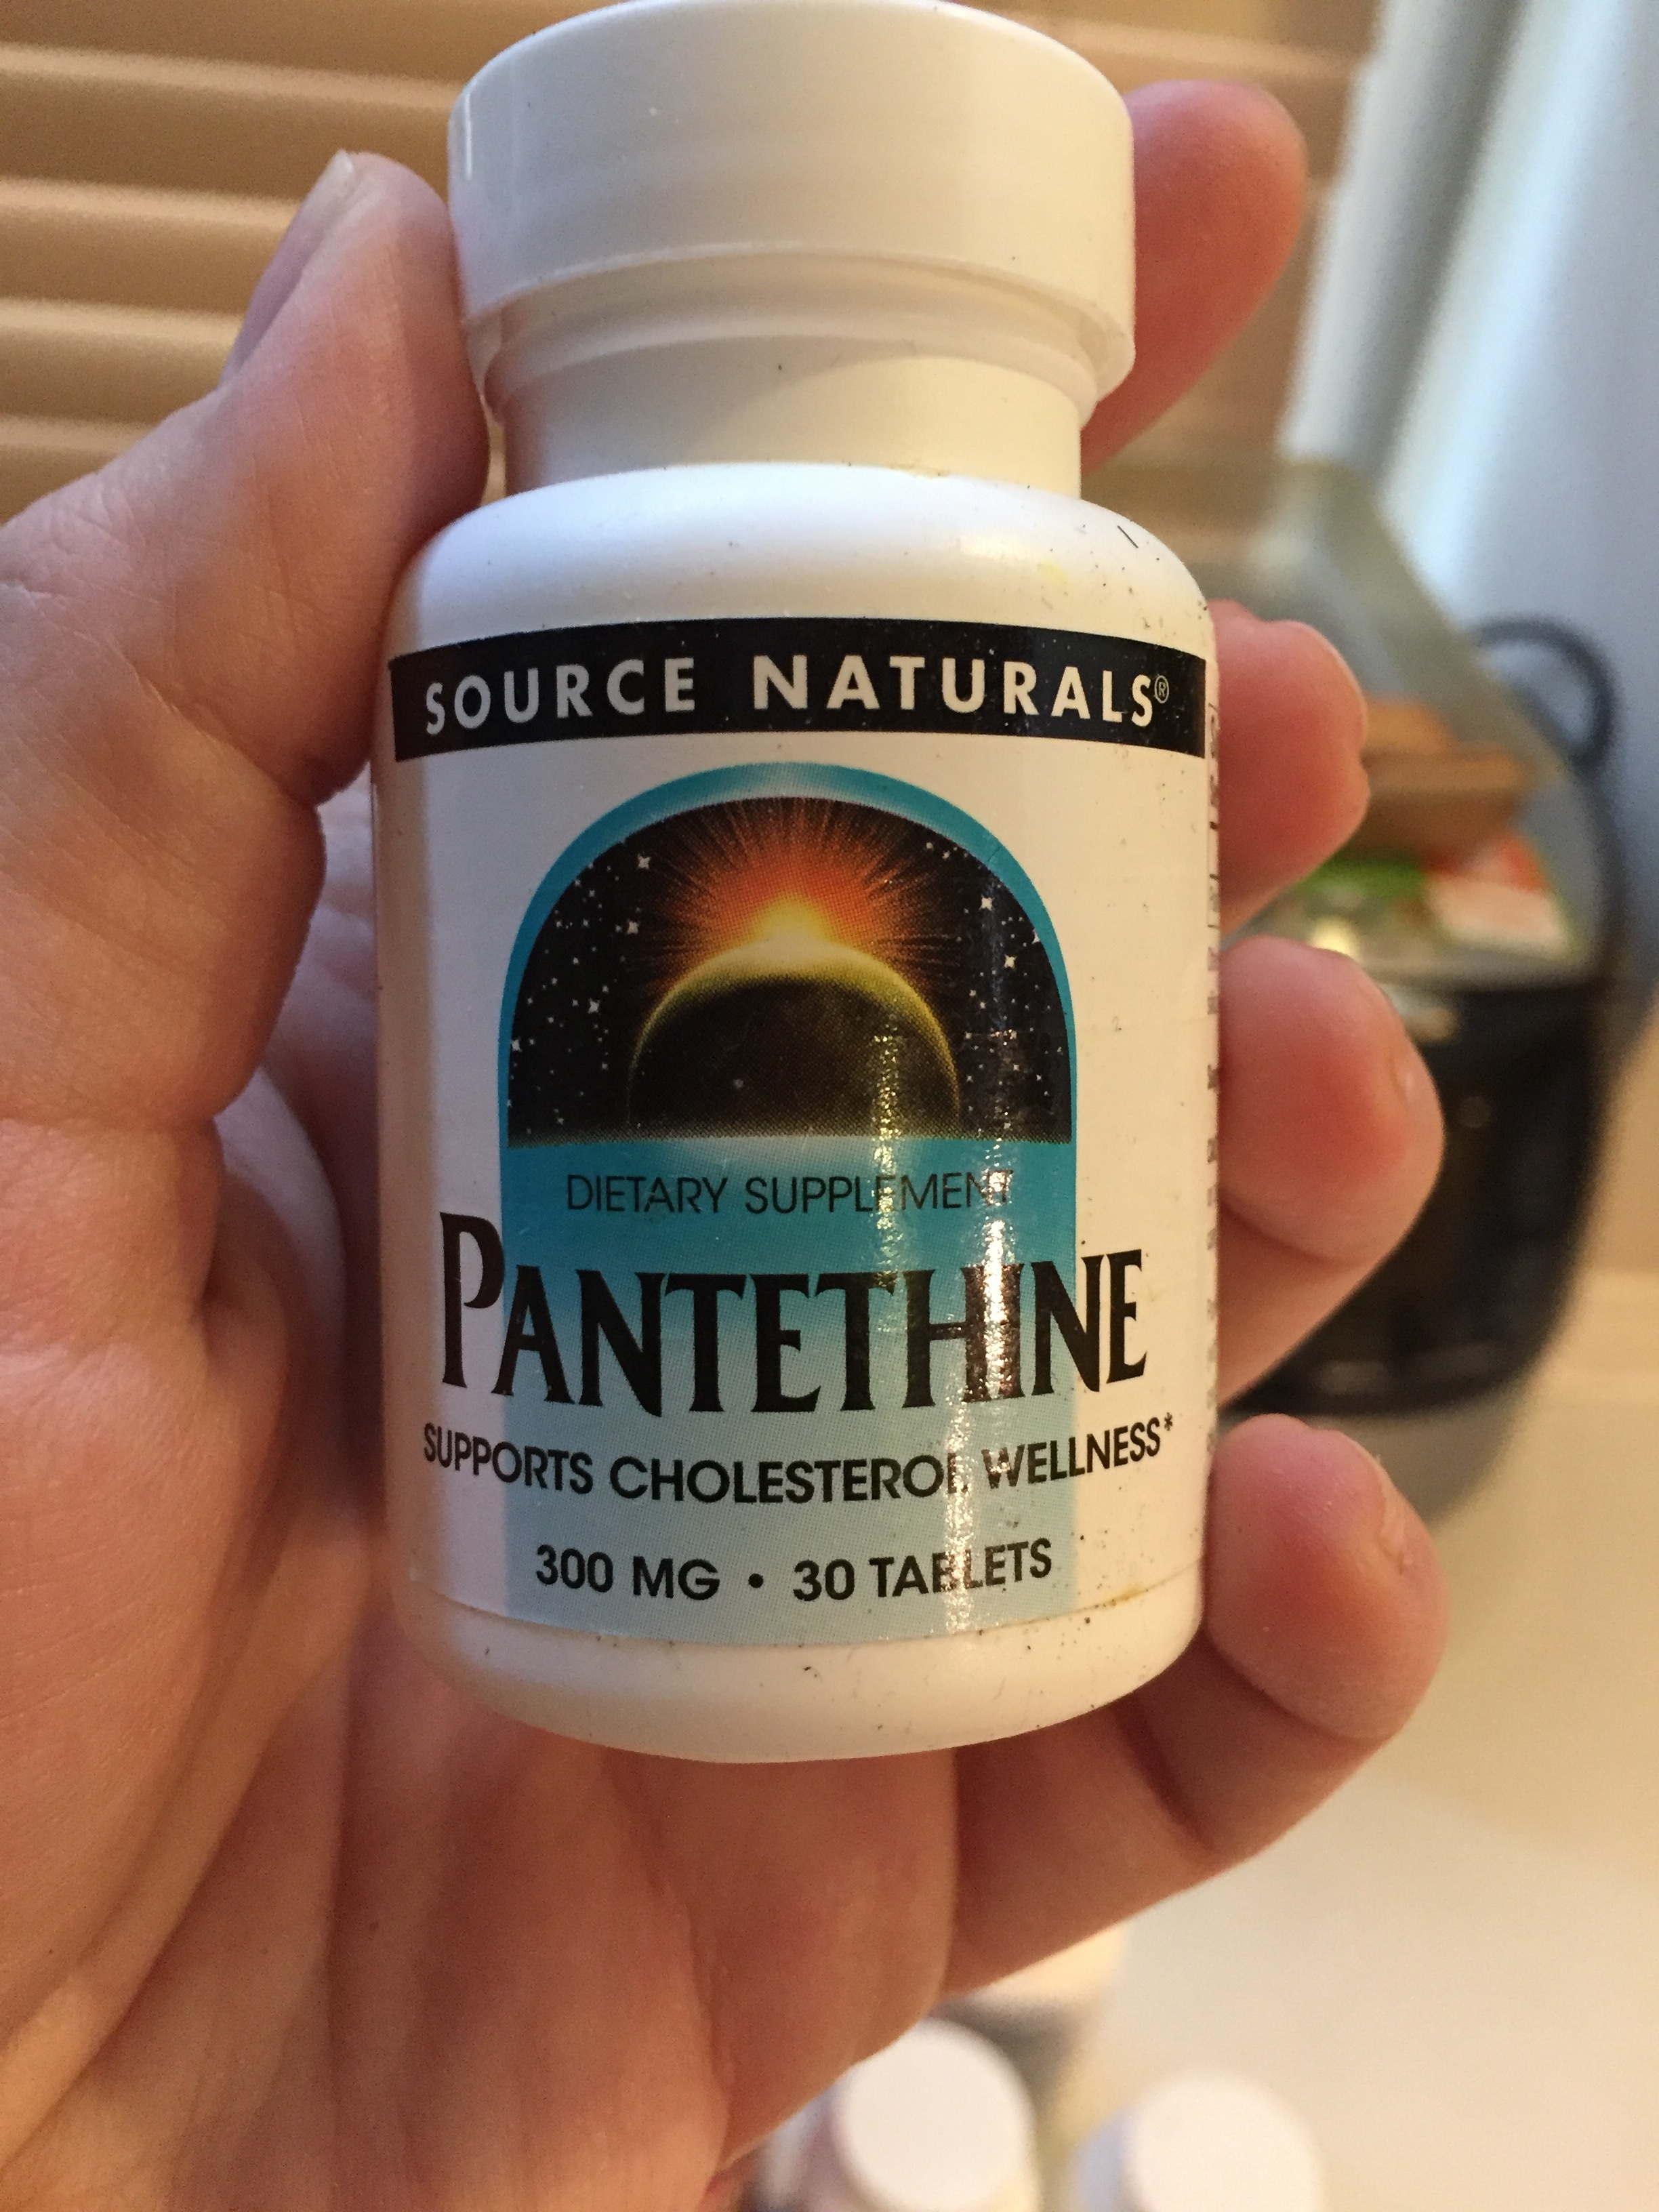 SOURCE NATURALS®
DIETARY SUPPLEMENT
PANTETHINE
SUPPORTS CHOLESTEROL WELLNESS*
300 MG • 30 TABLETS